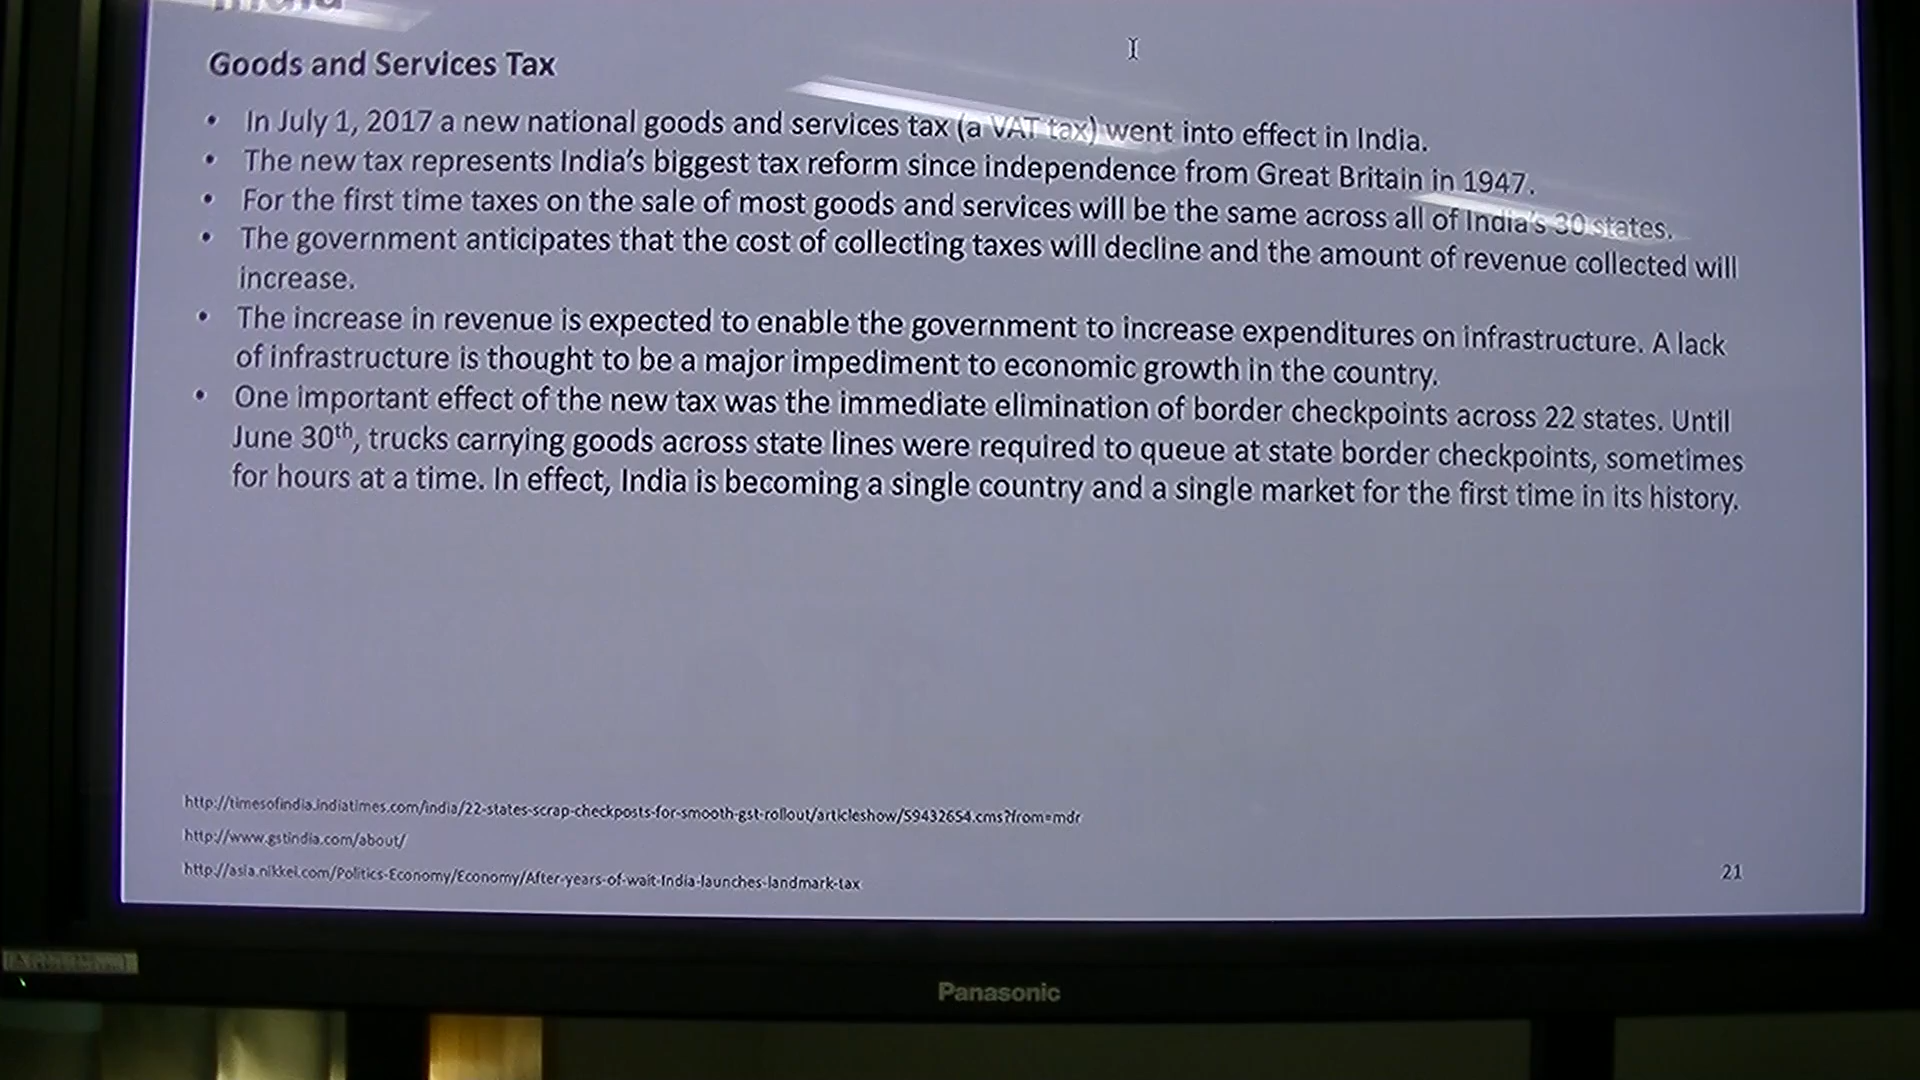 Goods and Services Tax
• In July 1, 2017 a new national goods and services tax (a VAT tax) went into effect in India.
• The new tax represents India's biggest tax reform since independence from Great Britain in 1947.
• For the first time taxes on the sale of most goods and services will be the same across all of India's 30 states.
• The government anticipates that the cost of collecting taxes will decline and the amount of revenue collected will
increase.
• The increase in revenue is expected to enable the government to increase expenditures on infrastructure. A lack
of infrastructure is thought to be a major impediment to economic growth in the country.
• One important effect of the new tax was the immediate elimination of border checkpoints across 22 states. Until
June 30th, trucks carrying goods across state lines were required to queue at state border checkpoints, sometimes
for hours at a time. In effect, India is becoming a single country and a single market for the first time in its history.
http://timesofindia.indiatimes.com/india/22-states-scrap-checkposts-for-smooth-gst-rollout/articleshow/59432654.cms?from=mdr
http://www.gstindia.com/about/
http://asia.nikkei.com/Politics-Economy/Economy/After-years-of-wait-India-launches-landmark-tax
21
Panasonic